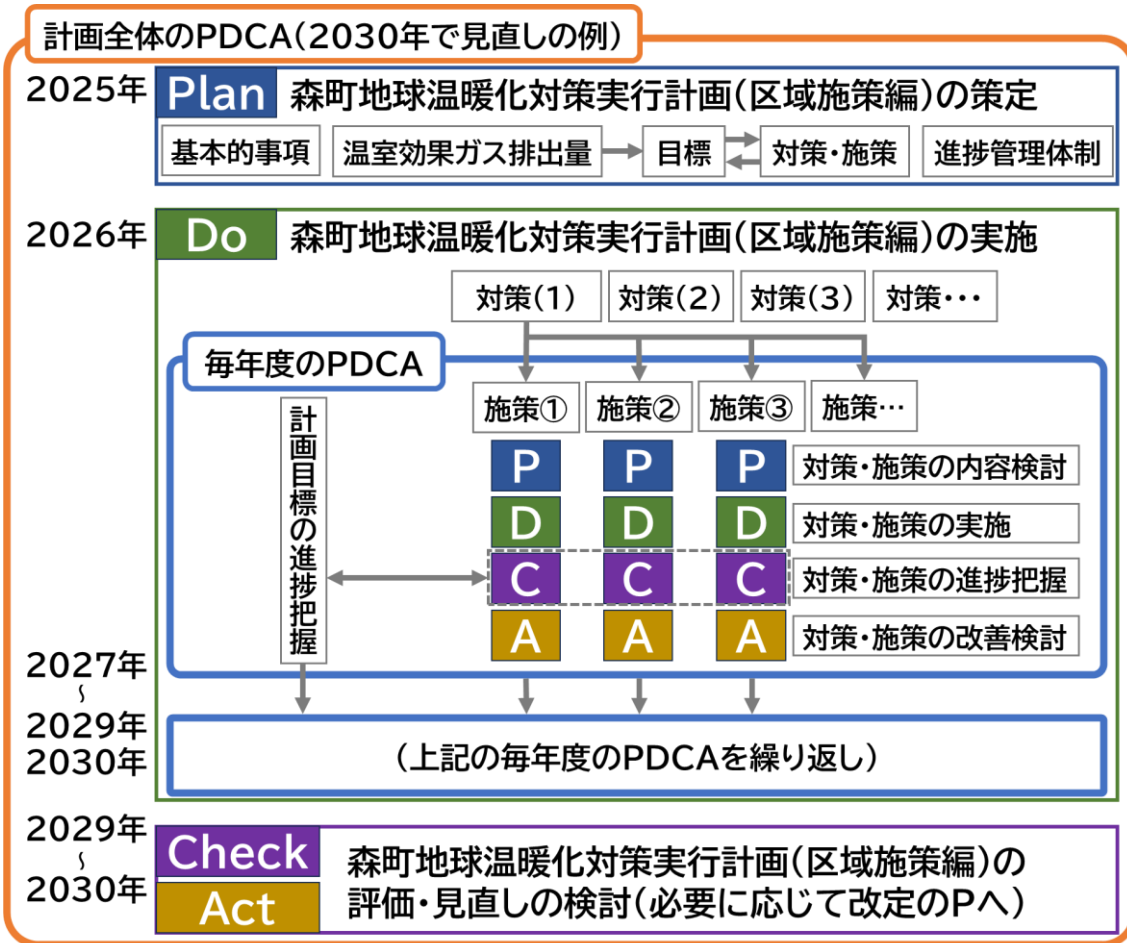 計画全体のPDCA(2030年で見直しの例)
2025年
Plan
森町地球温暖化対策実行計画(区域施策編)の策定
基本的事項
温室効果ガス排出量
目標
対策・施策
進捗管理体制
2026年
Do
森町地球温暖化対策実行計画(区域施策編)の実施
対策(1)
対策(2)
対策(3)
対策・・・
毎年度のPDCA
施策①
施策②
施策③
施策…
計画目標の進捗把握
P
P
P
対策・施策の内容検討
D
D
D
対策・施策の実施
C
C
C
対策・施策の進捗把握
A
A
A
対策・施策の改善検討
2027年
〜
2029年
2030年
(上記の毎年度のPDCAを繰り返し)
2029年
〜
2030年
Check
Act
森町地球温暖化対策実行計画(区域施策編)の
評価・見直しの検討(必要に応じて改定のPへ)